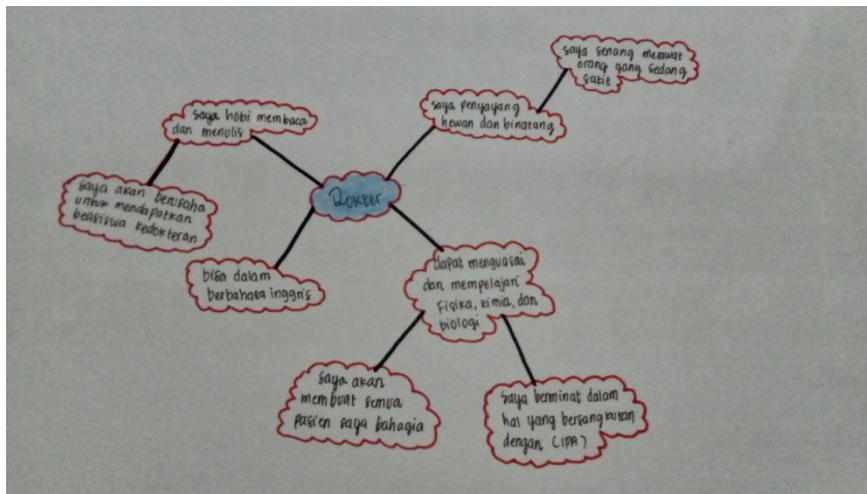 saya senang merawat
orang yang sedang
sakit
saya penyayang
hewan dan binatang
saya hobi membaca
dan menulis
saya akan berusaha
untuk mendapatkan
beasiswa kedokteran
Dokter
bisa dalam
berbahasa inggris
dapat menguasai
dan mempelajari
Fisika, kimia, dan
biologi
saya akan
membuat semua
pasien saya bahagia
saya berminat dalam
hal yang bersangkutan
dengan (IPA)